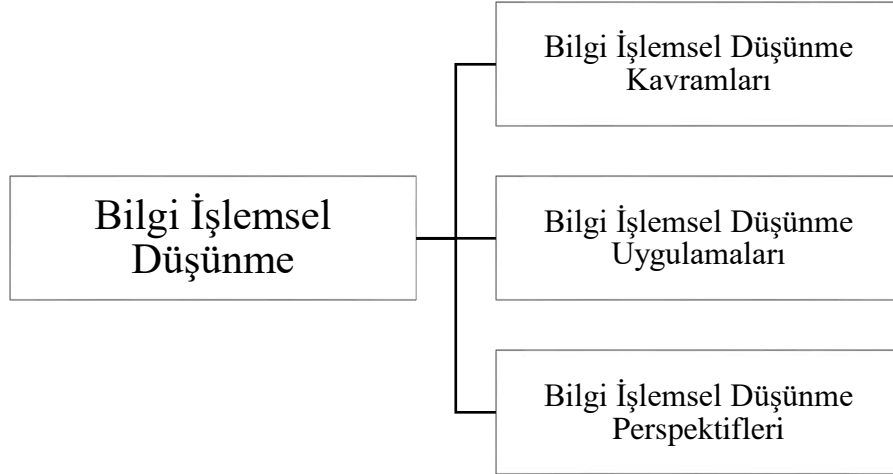 Bilgi İşlemsel
Düşünme
Bilgi İşlemsel Düşünme
Kavramları
Bilgi İşlemsel Düşünme
Uygulamaları
Bilgi İşlemsel Düşünme
Perspektifleri